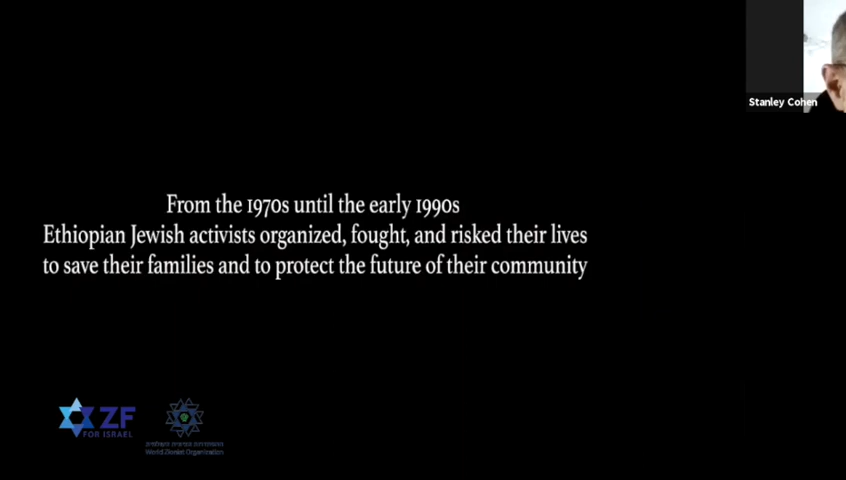 Stanley Cohen
From the 1970s until the early 1990s
Ethiopian Jewish activists organized, fought, and risked their lives
to save their families and to protect the future of their community
ZF
FOR ISRAEL
World Zionist Organization